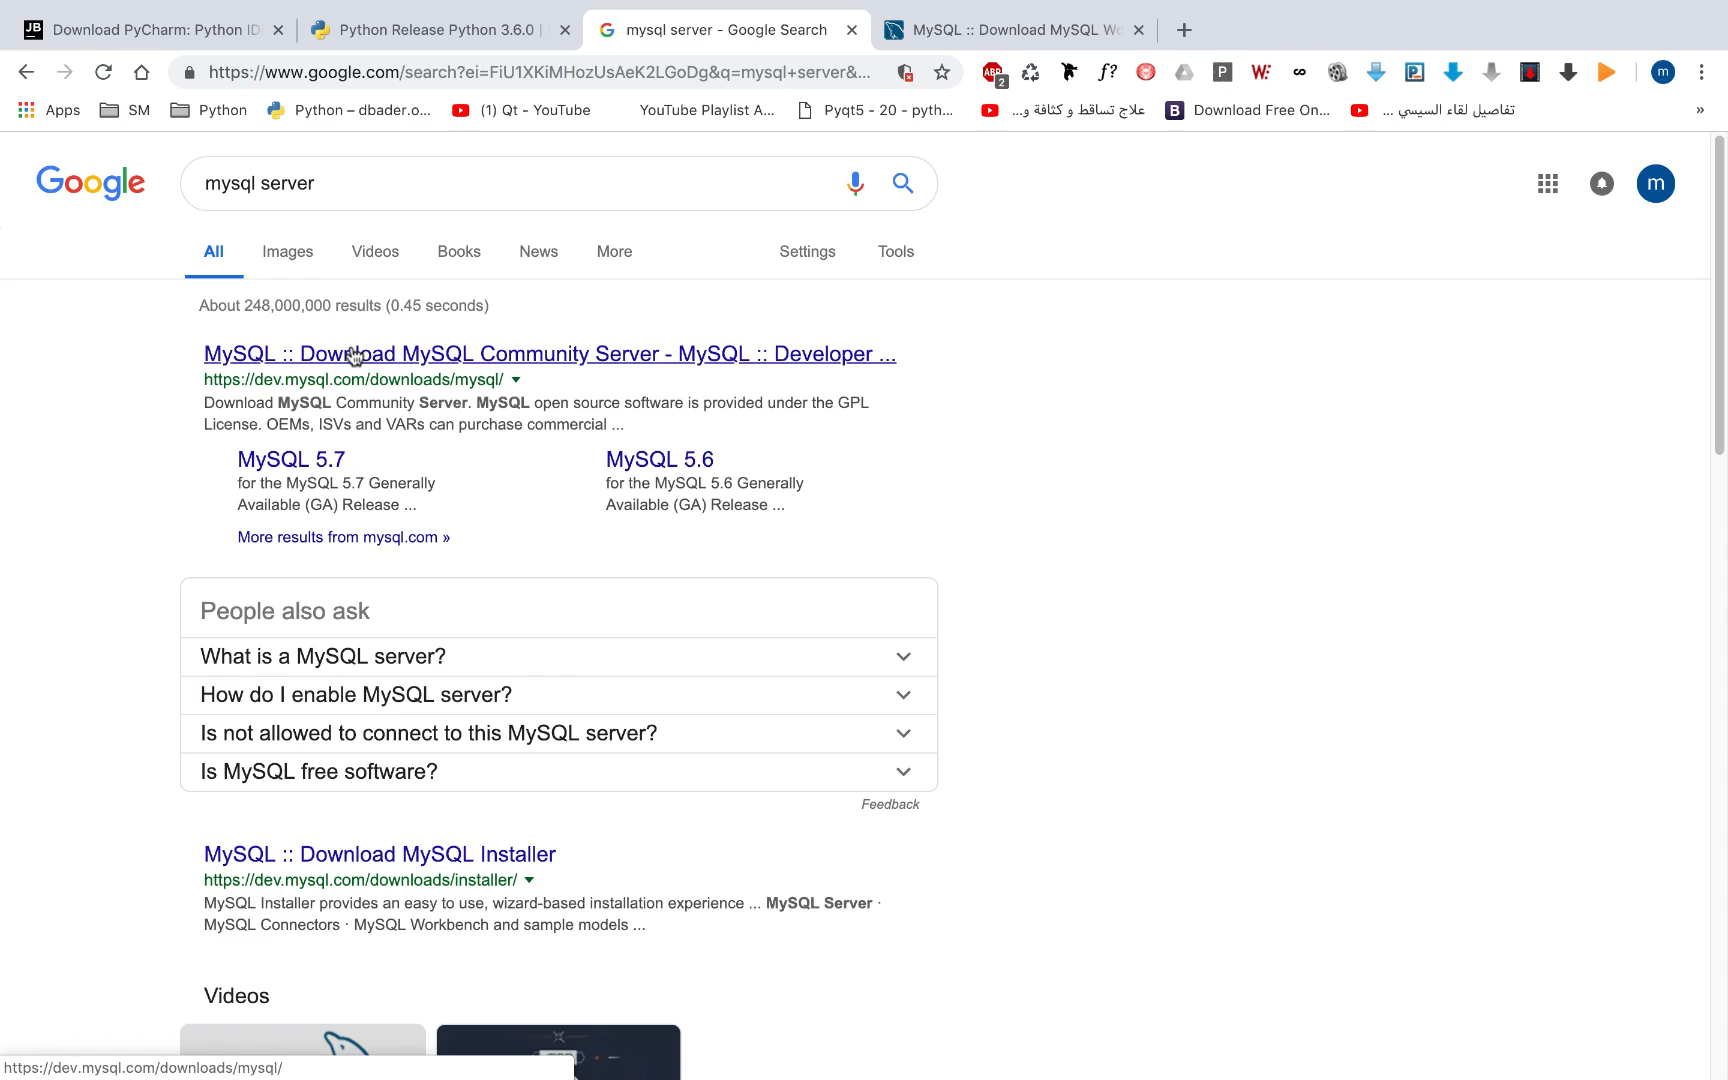 JB Download PyCharm: Python ID
Python Release Python 3.6.0 |
mysql server - Google Search
MySQL :: Download MySQL Wo
https://www.google.com/search?ei=FiU1XKiMHozUsAeK2LGoDg&q=mysql+server&...
ABP 2
f?
P
W
m
Apps
SM
Python
Python – dbader.o...
(1) Qt - YouTube
YouTube Playlist A...
Pyqt5 - 20 - pyth...
علاج تساقط و كثافة و...
B Download Free On...
تفاصيل لقاء السيسي ...
»
Google
mysql server
m
All
Images
Videos
Books
News
More
Settings
Tools
About 248,000,000 results (0.45 seconds)
MySQL :: Download MySQL Community Server - MySQL :: Developer ...
https://dev.mysql.com/downloads/mysql/
Download MySQL Community Server. MySQL open source software is provided under the GPL
License. OEMs, ISVs and VARs can purchase commercial ...
MySQL 5.7
for the MySQL 5.7 Generally
Available (GA) Release ...
MySQL 5.6
for the MySQL 5.6 Generally
Available (GA) Release ...
More results from mysql.com »
People also ask
What is a MySQL server?
How do I enable MySQL server?
Is not allowed to connect to this MySQL server?
Is MySQL free software?
Feedback
MySQL :: Download MySQL Installer
https://dev.mysql.com/downloads/installer/
MySQL Installer provides an easy to use, wizard-based installation experience ... MySQL Server ·
MySQL Connectors · MySQL Workbench and sample models ...
Videos
https://dev.mysql.com/downloads/mysql/